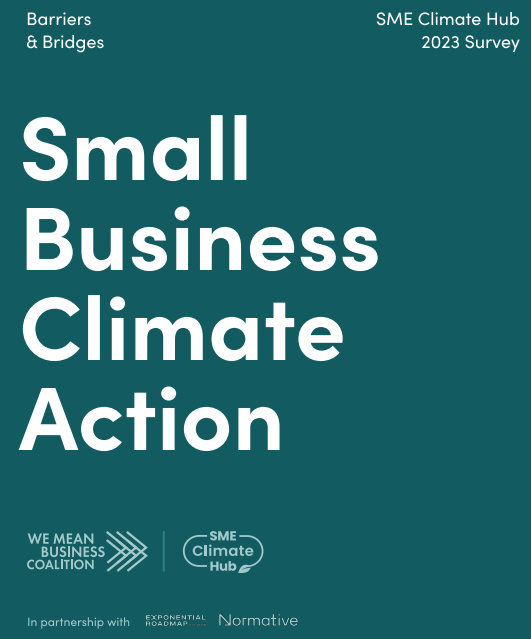 Barriers
& Bridges
SME Climate Hub
2023 Survey
Small
Business
Climate
Action
WE MEAN
BUSINESS
COALITION
SME
Climate
Hub
In partnership with
EXPONENTIAL
ROADMAP
Normative